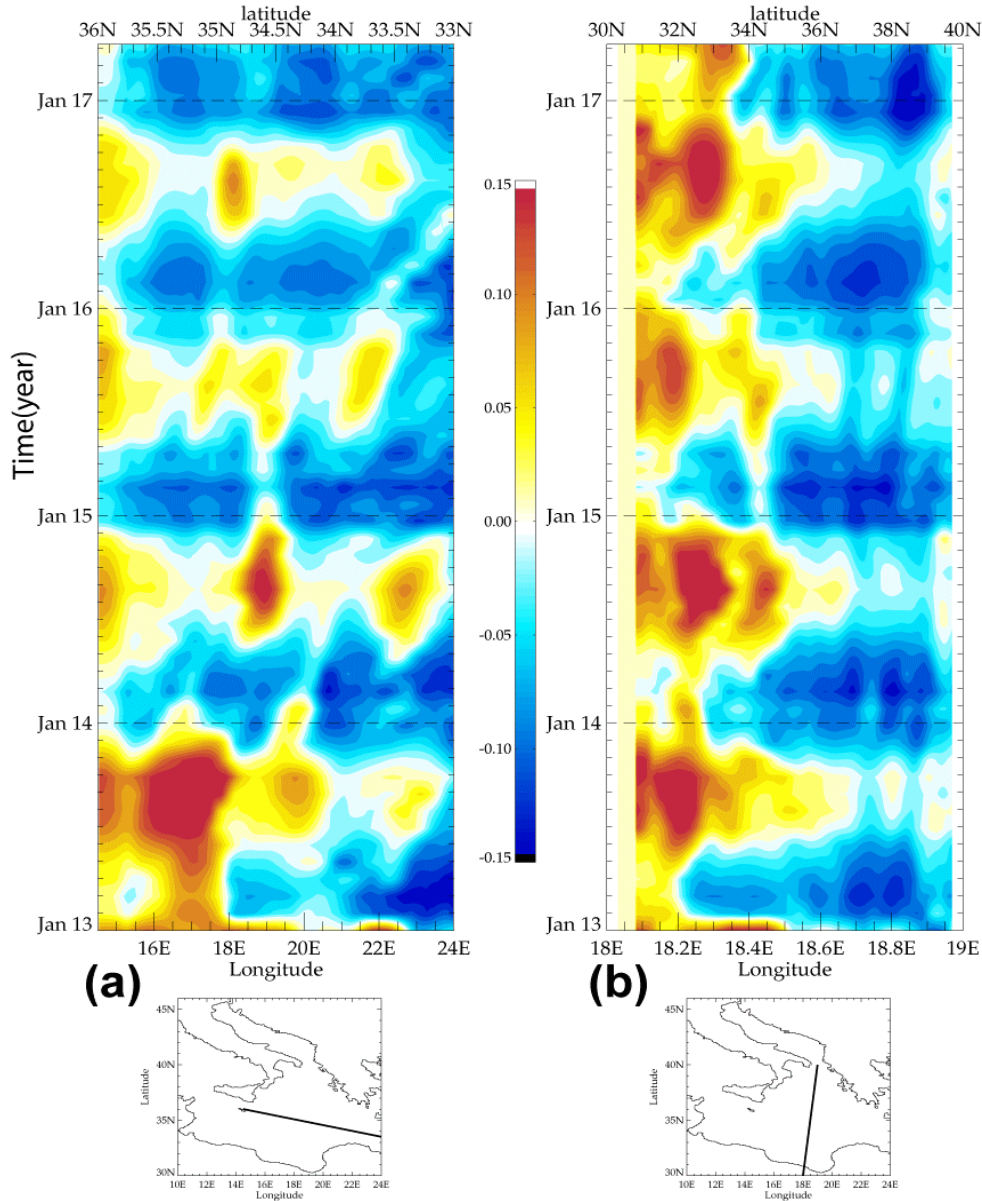 latitude
36N 35.5N 35N 34.5N 34N 33.5N 33N
Jan 17
Jan 16
Jan 15
Jan 14
Jan 13
Time(year)
16E 18E 20E 22E 24E
Longitude
(a)
0.15
0.10
0.05
0.00
-0.05
-0.10
-0.15
latitude
30N 32N 34N 36N 38N 40N
Jan 17
Jan 16
Jan 15
Jan 14
Jan 13
18E 18.2E 18.4E 18.6E 18.8E 19E
Longitude
(b)
45N
40N
35N
30N
Latitude
10E 12E 14E 16E 18E 20E 22E 24E
Longitude
45N
40N
35N
30N
Latitude
10E 12E 14E 16E 18E 20E 22E 24E
Longitude